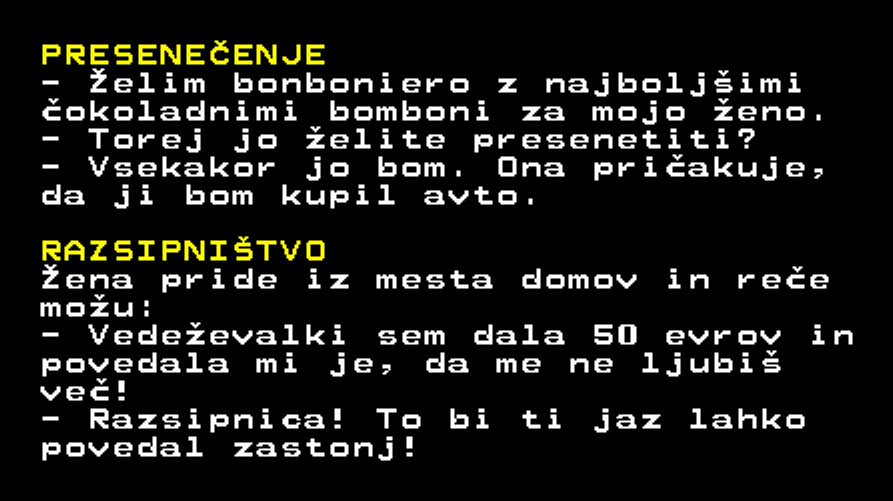 PRESENEČENJE
- Želim bonboniero z najboljšimi
čokoladnimi bomboni za mojo ženo.
- Torej jo želite presenetiti?
- Vsekakor jo bom. Ona pričakuje,
da ji bom kupil avto.
RAZSIPNIŠTVO
Žena pride iz mesta domov in reče
možu:
- Vedeževalki sem dala 50 evrov in
povedala mi je, da me ne ljubiš
več!
- Razsipnica! To bi ti jaz lahko
povedal zastonj!